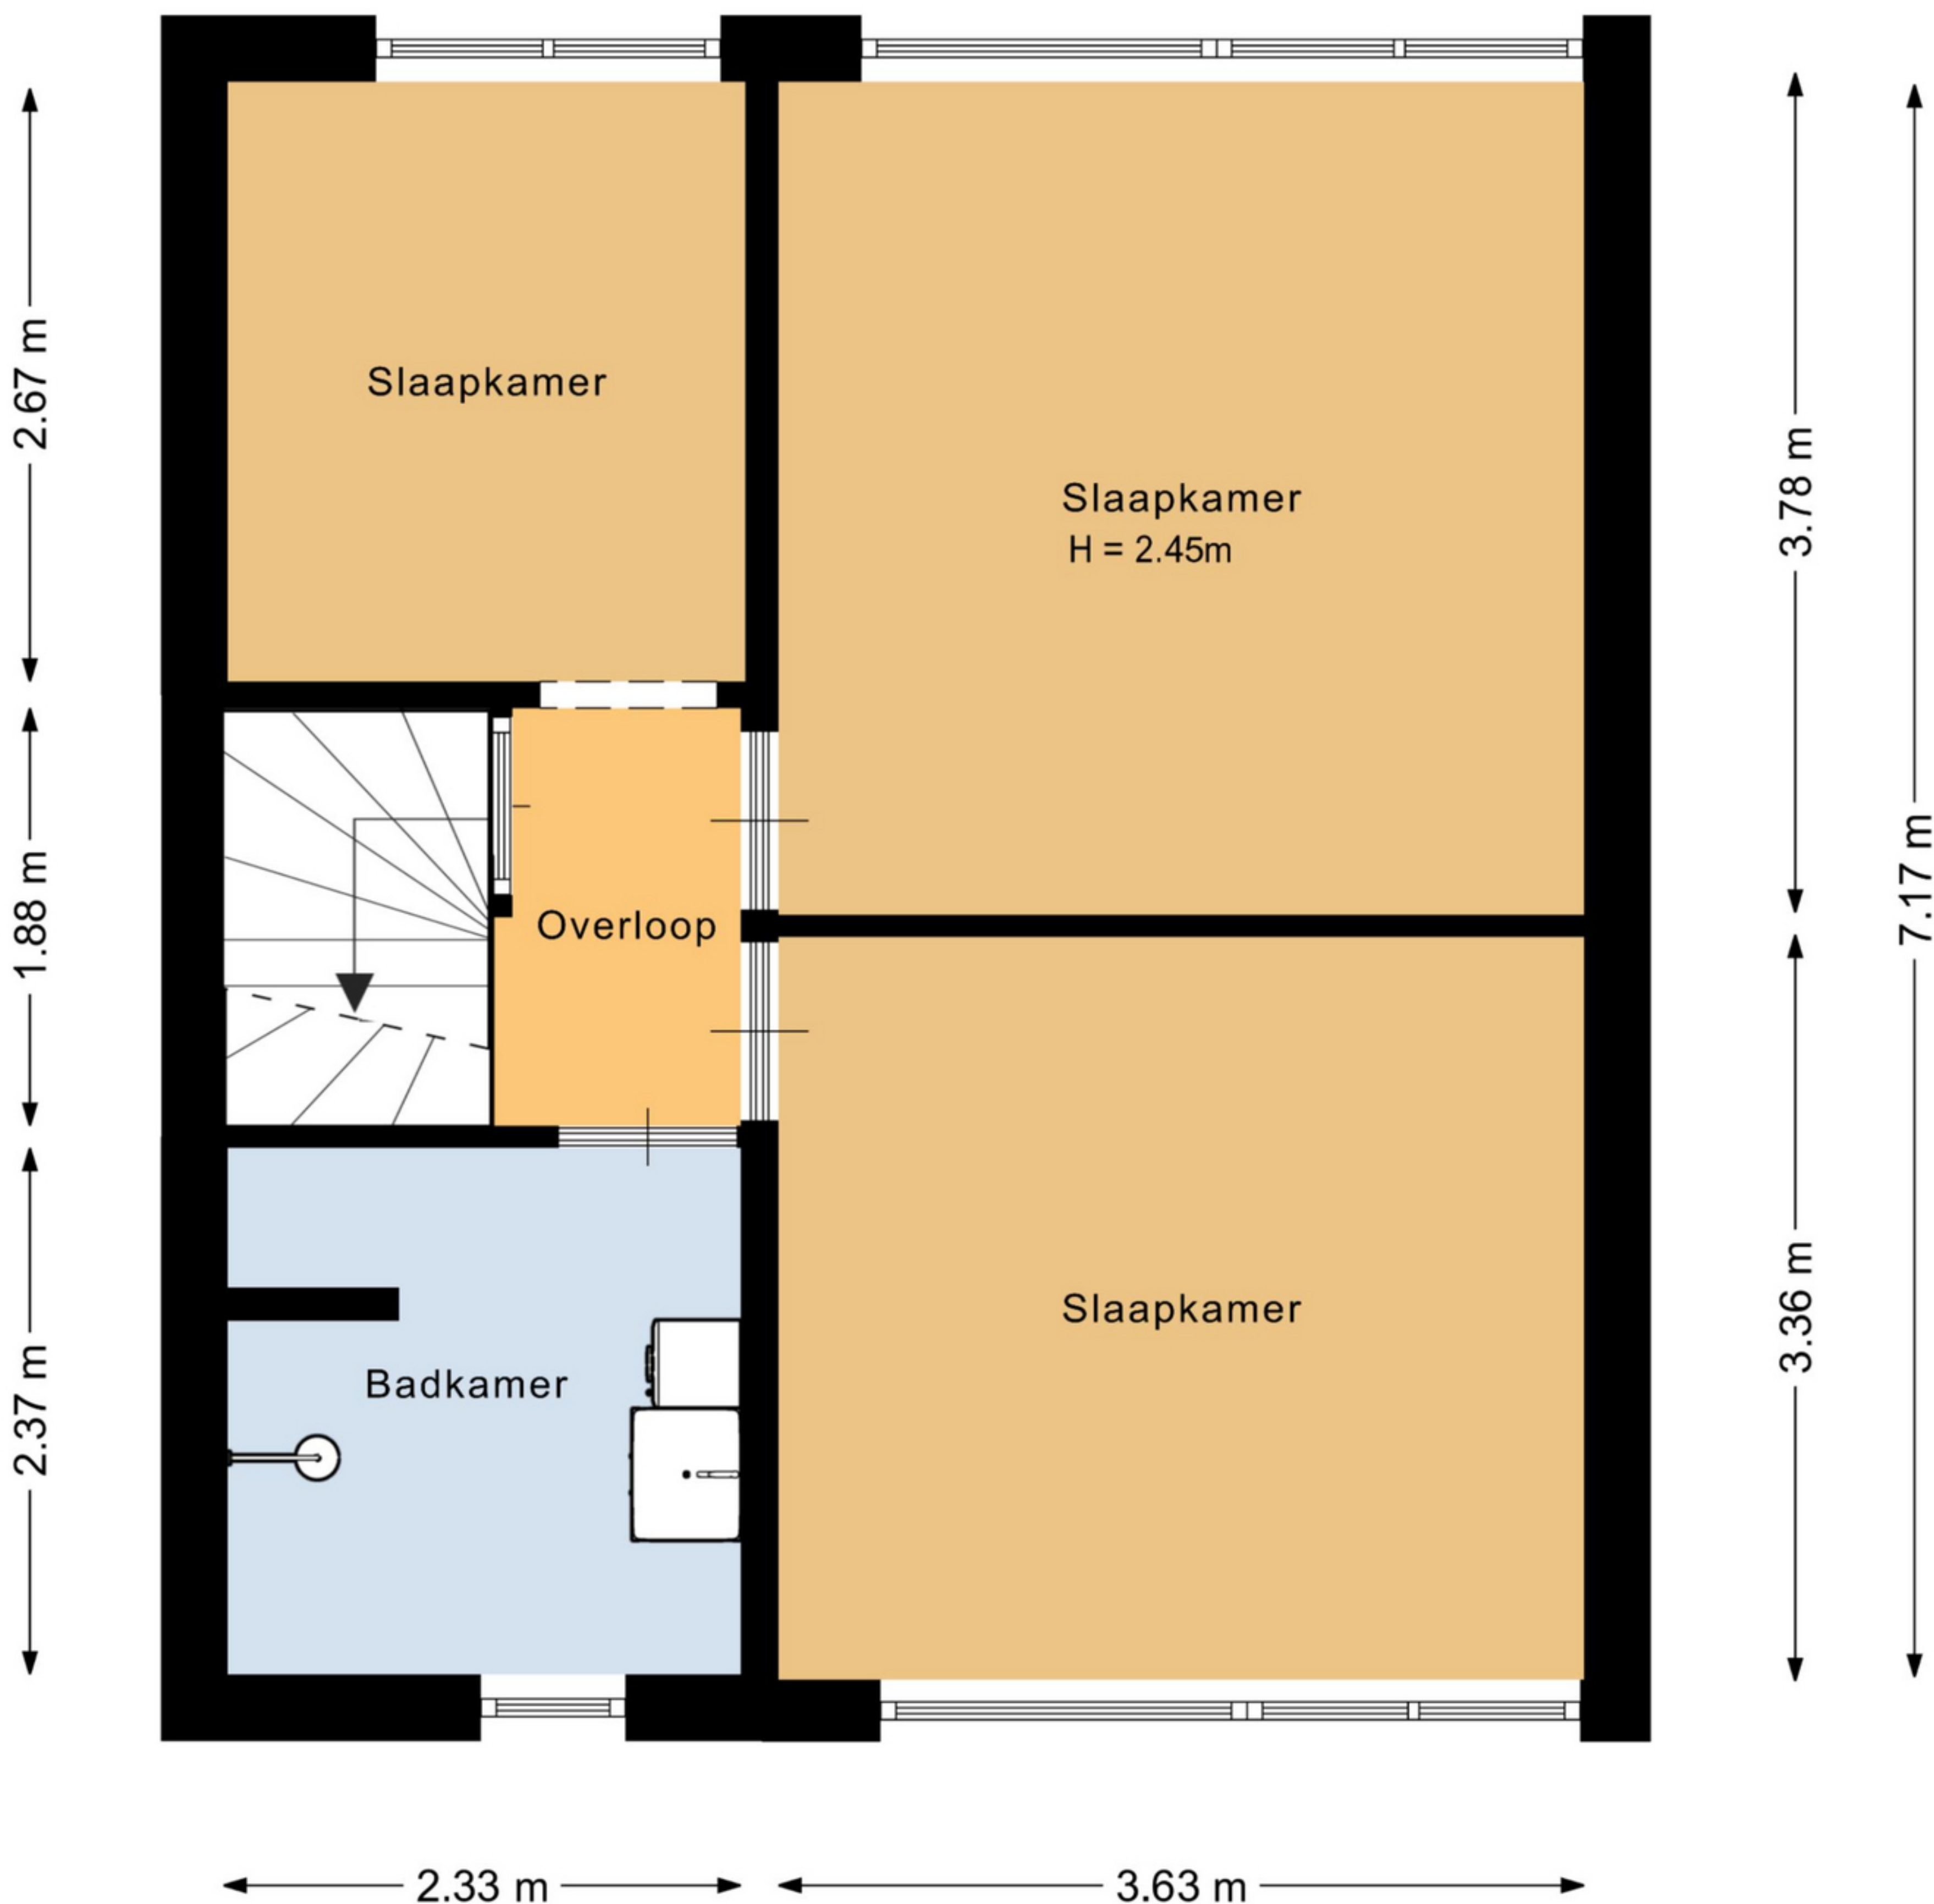 2.67 m
Slaapkamer
Slaapkamer
H = 2.45m
3.78 m
7.17 m
1.88 m
Overloop
3.36 m
Slaapkamer
2.37 m
Badkamer
2.33 m
3.63 m